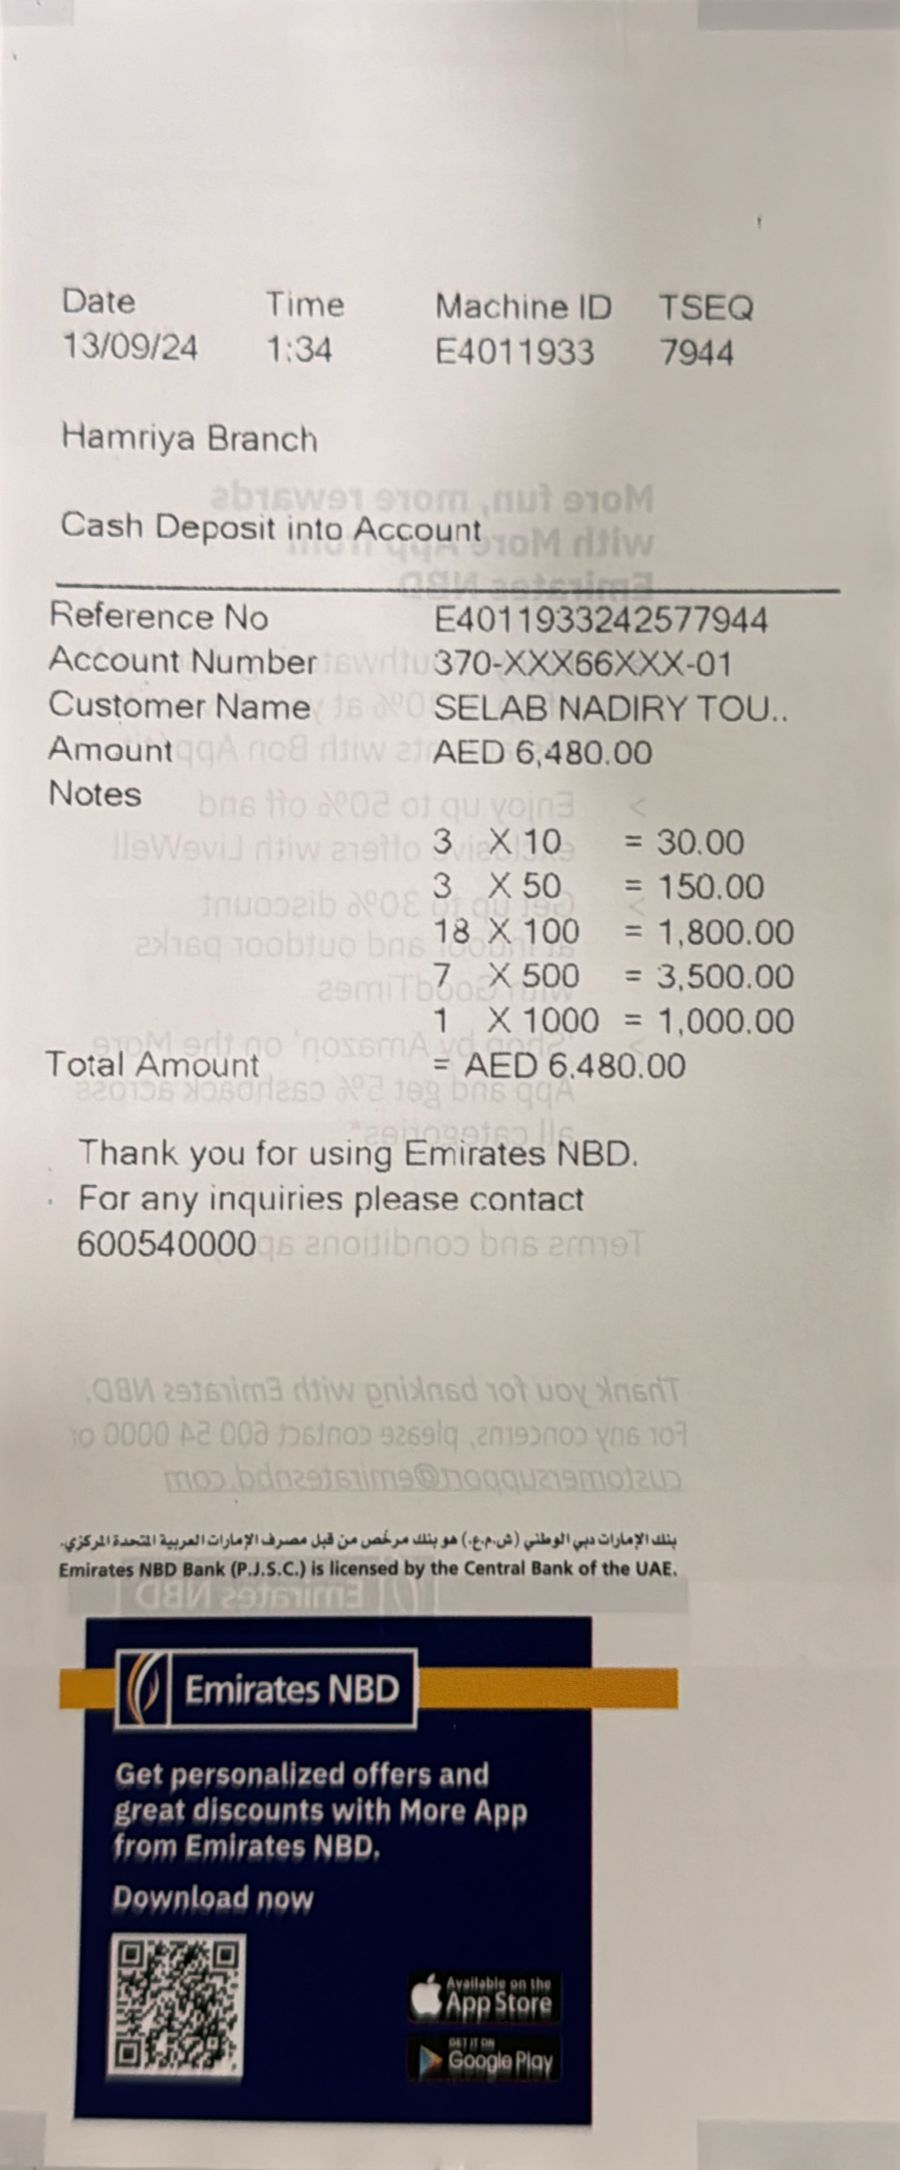 Date Time Machine ID TSEQ
13/09/24 1:34 E4011933 7944
Hamriya Branch
Cash Deposit into Account
Reference No E4011933242577944
Account Number 370-XXX66XXX-01
Customer Name SELAB NADIRY TOU..
Amount AED 6,480.00
Notes
3 X 10 = 30.00
3 X 50 = 150.00
18 X 100 = 1,800.00
7 X 500 = 3,500.00
1 X 1000 = 1,000.00
Total Amount = AED 6,480.00
Thank you for using Emirates NBD.
For any inquiries please contact
600540000
بنك الإمارات دبي الوطني (ش.م.ع.) هو بنك مرخّص من قبل مصرف الإمارات العربية المتحدة المركزي.
Emirates NBD Bank (P.J.S.C.) is licensed by the Central Bank of the UAE.
Emirates NBD
Get personalized offers and
great discounts with More App
from Emirates NBD.
Download now
Available on the
App Store
GET IT ON
Google Play